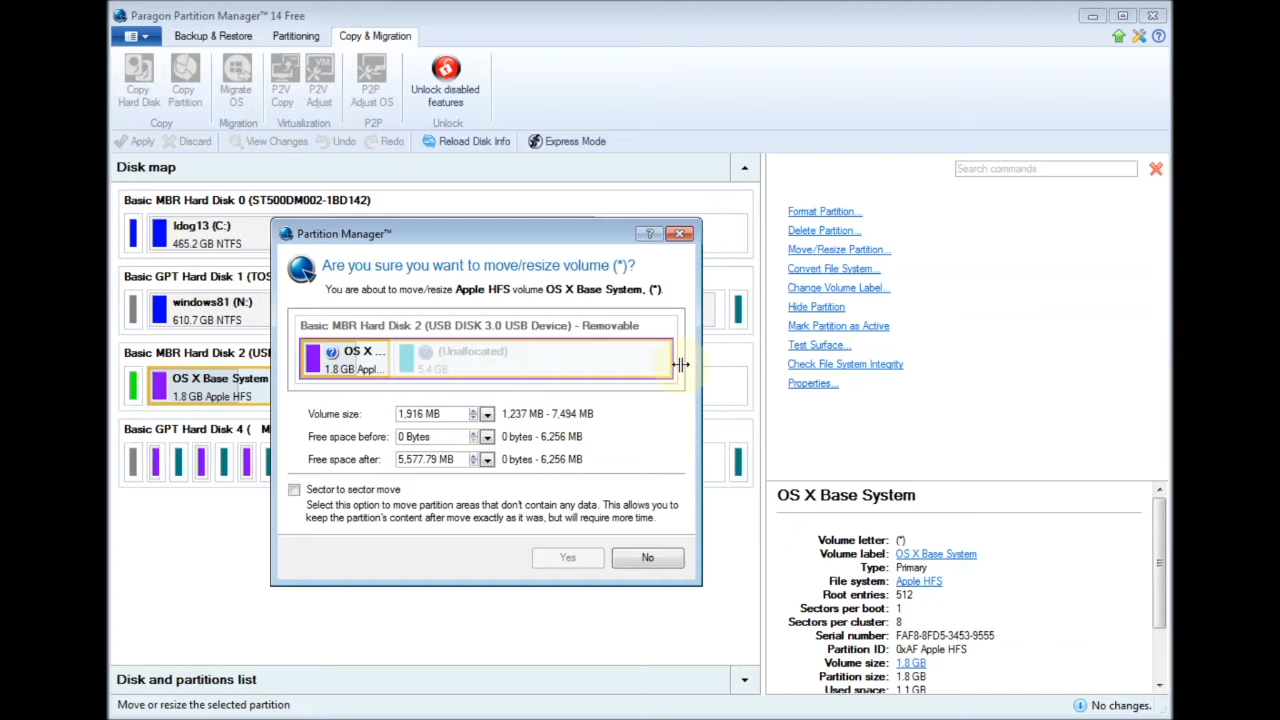 Paragon Partition Manager™ 14 Free
Backup & Restore Partitioning Copy & Migration
Copy Hard Disk
Copy Partition
Migrate OS
P2V Copy
P2V Adjust
P2P Adjust OS
Unlock disabled features
Copy Migration Virtualization P2P Unlock
Apply Discard View Changes Undo Redo Reload Disk Info Express Mode
Disk map
Search commands
Basic MBR Hard Disk 0 (ST500DM002-1BD142)
ldog13 (C:)
465.2 GB NTFS
Basic GPT Hard Disk 1 (TOS
windows81 (N:)
610.7 GB NTFS
Basic MBR Hard Disk 2 (USB
OS X Base System
1.8 GB Apple HFS
Basic GPT Hard Disk 4 ( M
Partition Manager™
Are you sure you want to move/resize volume (*)?
You are about to move/resize Apple HFS volume OS X Base System, (*).
Basic MBR Hard Disk 2 (USB DISK 3.0 USB Device) - Removable
OS X ...
1.8 GB Appl...
(Unallocated)
5.4 GB
Volume size: 1,916 MB 1,237 MB - 7,494 MB
Free space before: 0 Bytes 0 bytes - 6,256 MB
Free space after: 5,577.79 MB 0 bytes - 6,256 MB
Sector to sector move
Select this option to move partition areas that don't contain any data. This allows you to
keep the partition's content after move exactly as it was, but will require more time.
Yes No
Format Partition...
Delete Partition...
Move/Resize Partition...
Convert File System...
Change Volume Label...
Hide Partition
Mark Partition as Active
Test Surface...
Check File System Integrity
Properties...
OS X Base System
Volume letter: (*)
Volume label: OS X Base System
Type: Primary
File system: Apple HFS
Root entries: 512
Sectors per boot: 1
Sectors per cluster: 8
Serial number: FAF8-8FD5-3453-9555
Partition ID: 0xAF Apple HFS
Volume size: 1.8 GB
Partition size: 1.8 GB
Used space: 1.1 GB
Disk and partitions list
Move or resize the selected partition
No changes.